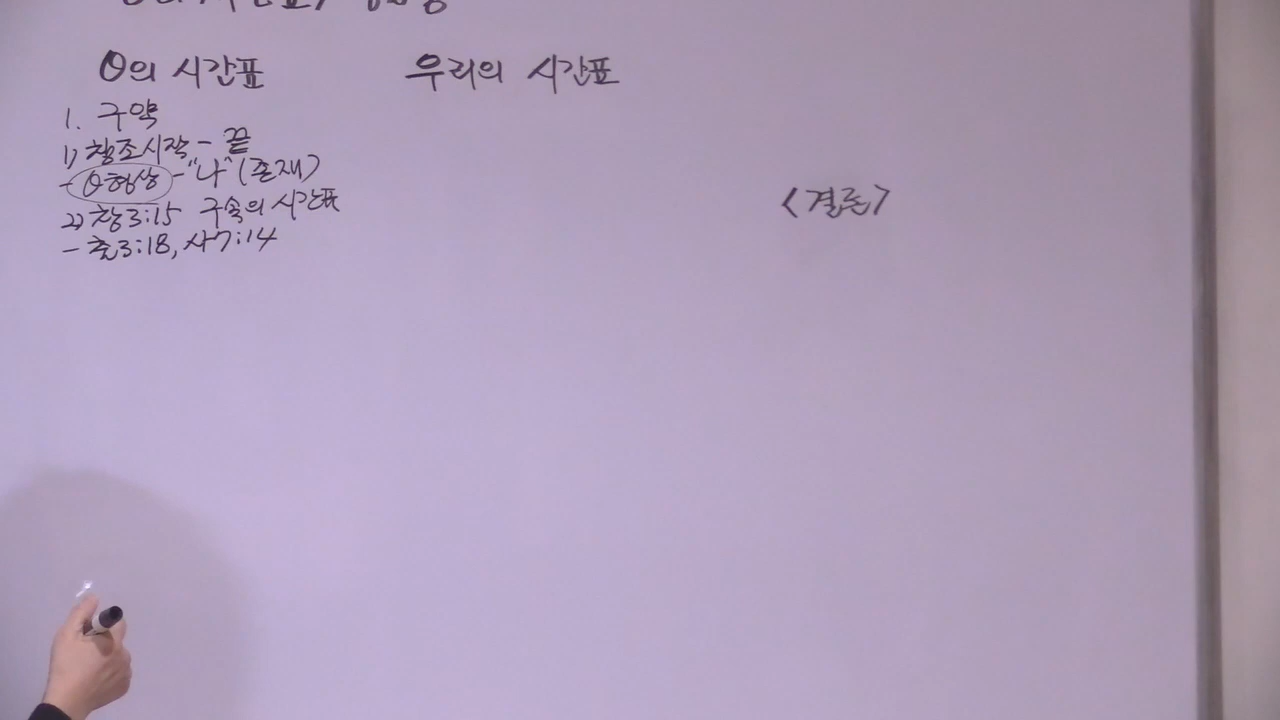 θ의 시간표 우리의 시간표
1. 구약
1) 창조시작 - 끝
- θ형상 - "나" (존재)
2) 창3:15 구속의 시간표
- 출3:18, 사7:14
<결론>